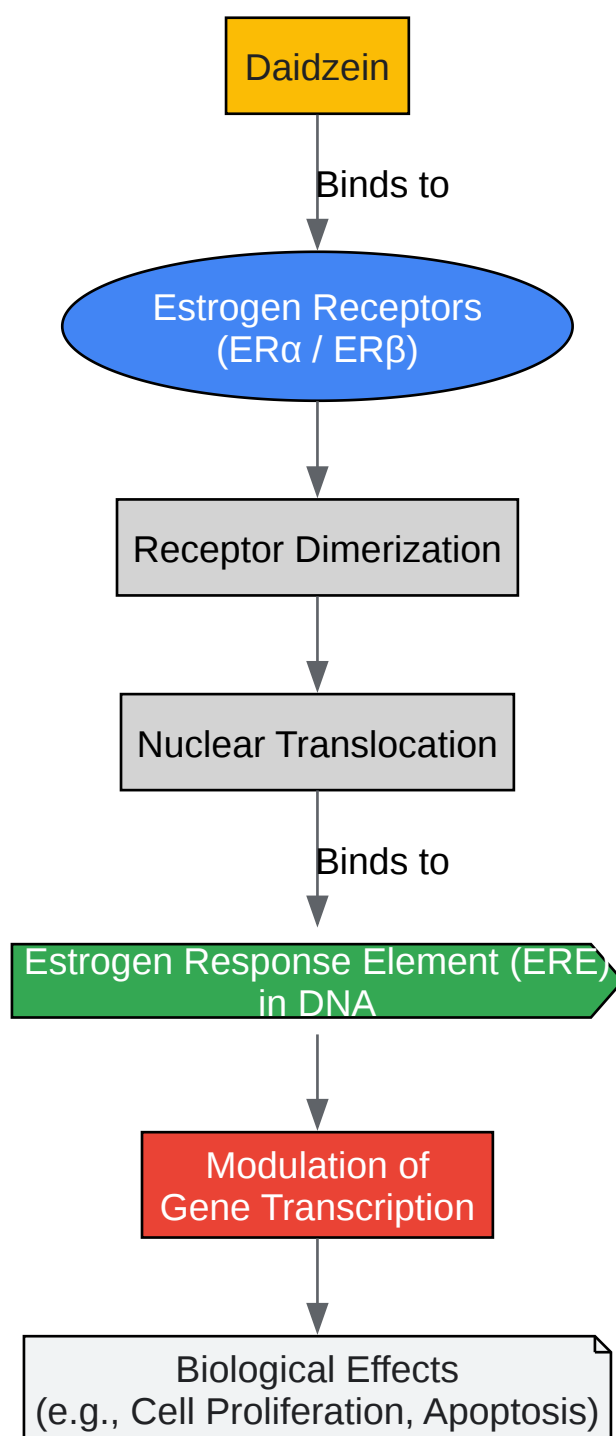 Daidzein
Binds to
Estrogen Receptors
(ERα / ERβ)
Receptor Dimerization
Nuclear Translocation
Binds to
Estrogen Response Element (ERE)
in DNA
Modulation of
Gene Transcription
Biological Effects
(e.g., Cell Proliferation, Apoptosis)